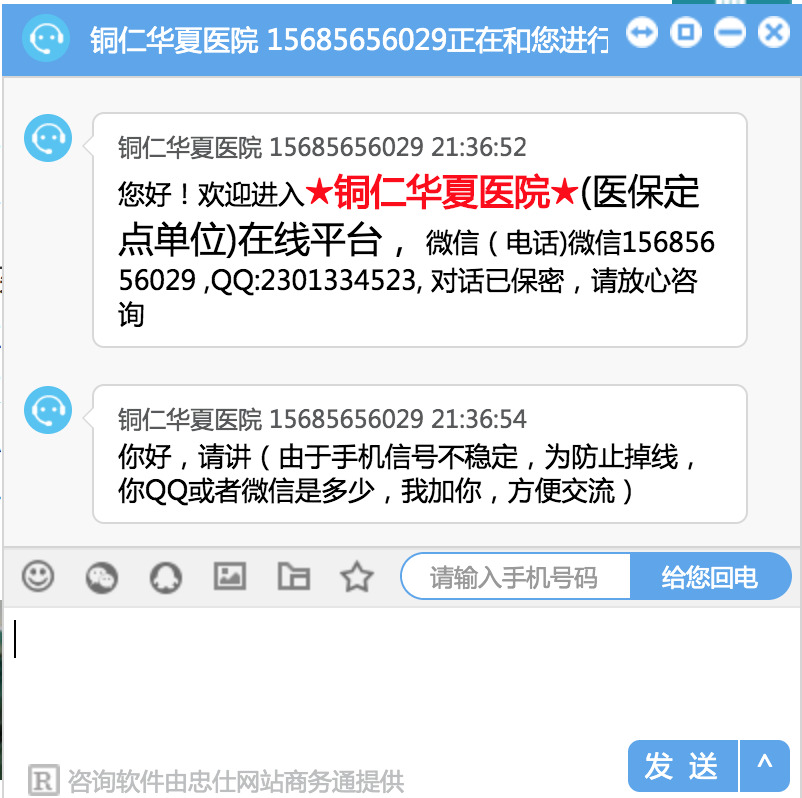 铜仁华夏医院 15685656029正在和您进行
铜仁华夏医院 15685656029 21:36:52
您好！欢迎进入★铜仁华夏医院★(医保定
点单位)在线平台， 微信（电话)微信156856
56029 ,QQ:2301334523, 对话已保密，请放心咨
询
铜仁华夏医院 15685656029 21:36:54
你好，请讲（由于手机信号不稳定，为防止掉线，
你QQ或者微信是多少，我加你，方便交流）
请输入手机号码 给您回电
发 送 ^
R 咨询软件由忠仕网站商务通提供